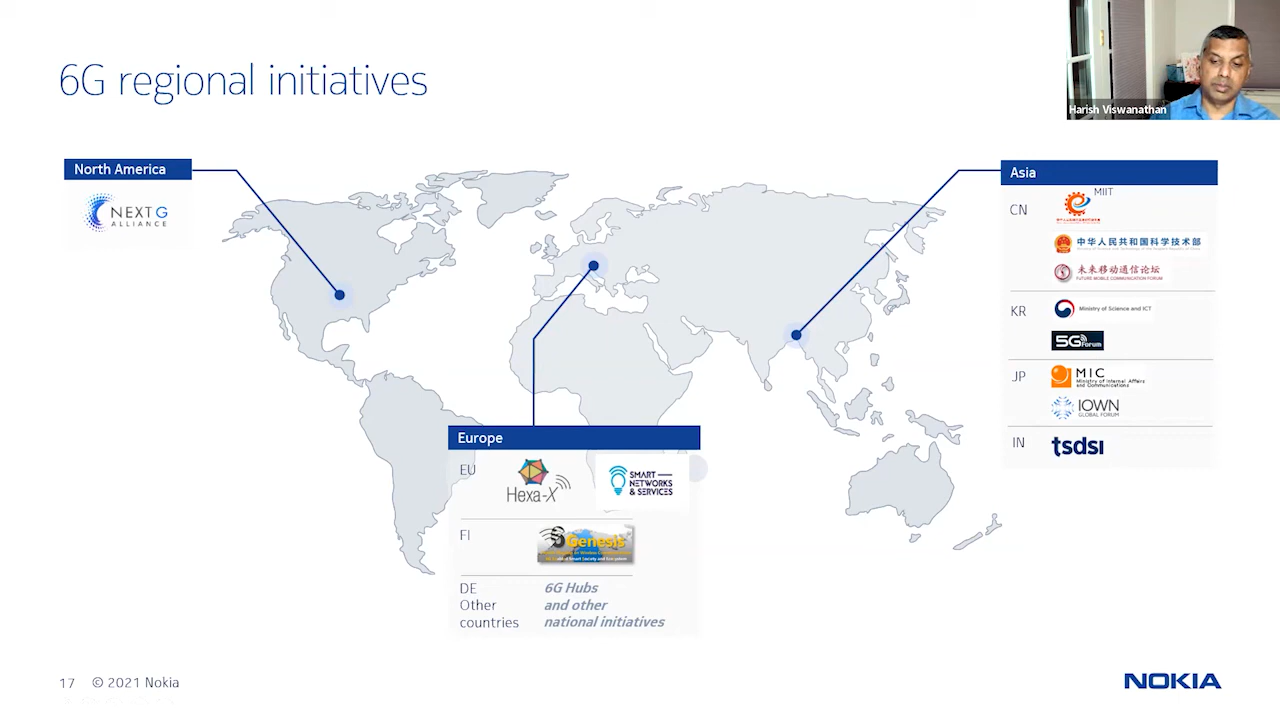 6G regional initiatives
Harish Viswanathan
North America
NEXT G
ALLIANCE
Asia
CN
MIIT
中华人民共和国科学技术部
未来移动通信论坛
FUTURE MOBILE COMMUNICATION FORUM
KR
Ministry of Science and ICT
5G Forum
JP
MIC
Ministry of Internal Affairs
and Communications
IOWN
GLOBAL FORUM
IN
tsdsi
Europe
EU
Hexa-X
SMART
NETWORKS
& SERVICES
FI
6Genesis
DE
6G Hubs
Other
and other
countries
national initiatives
17
© 2021 Nokia
NOKIA